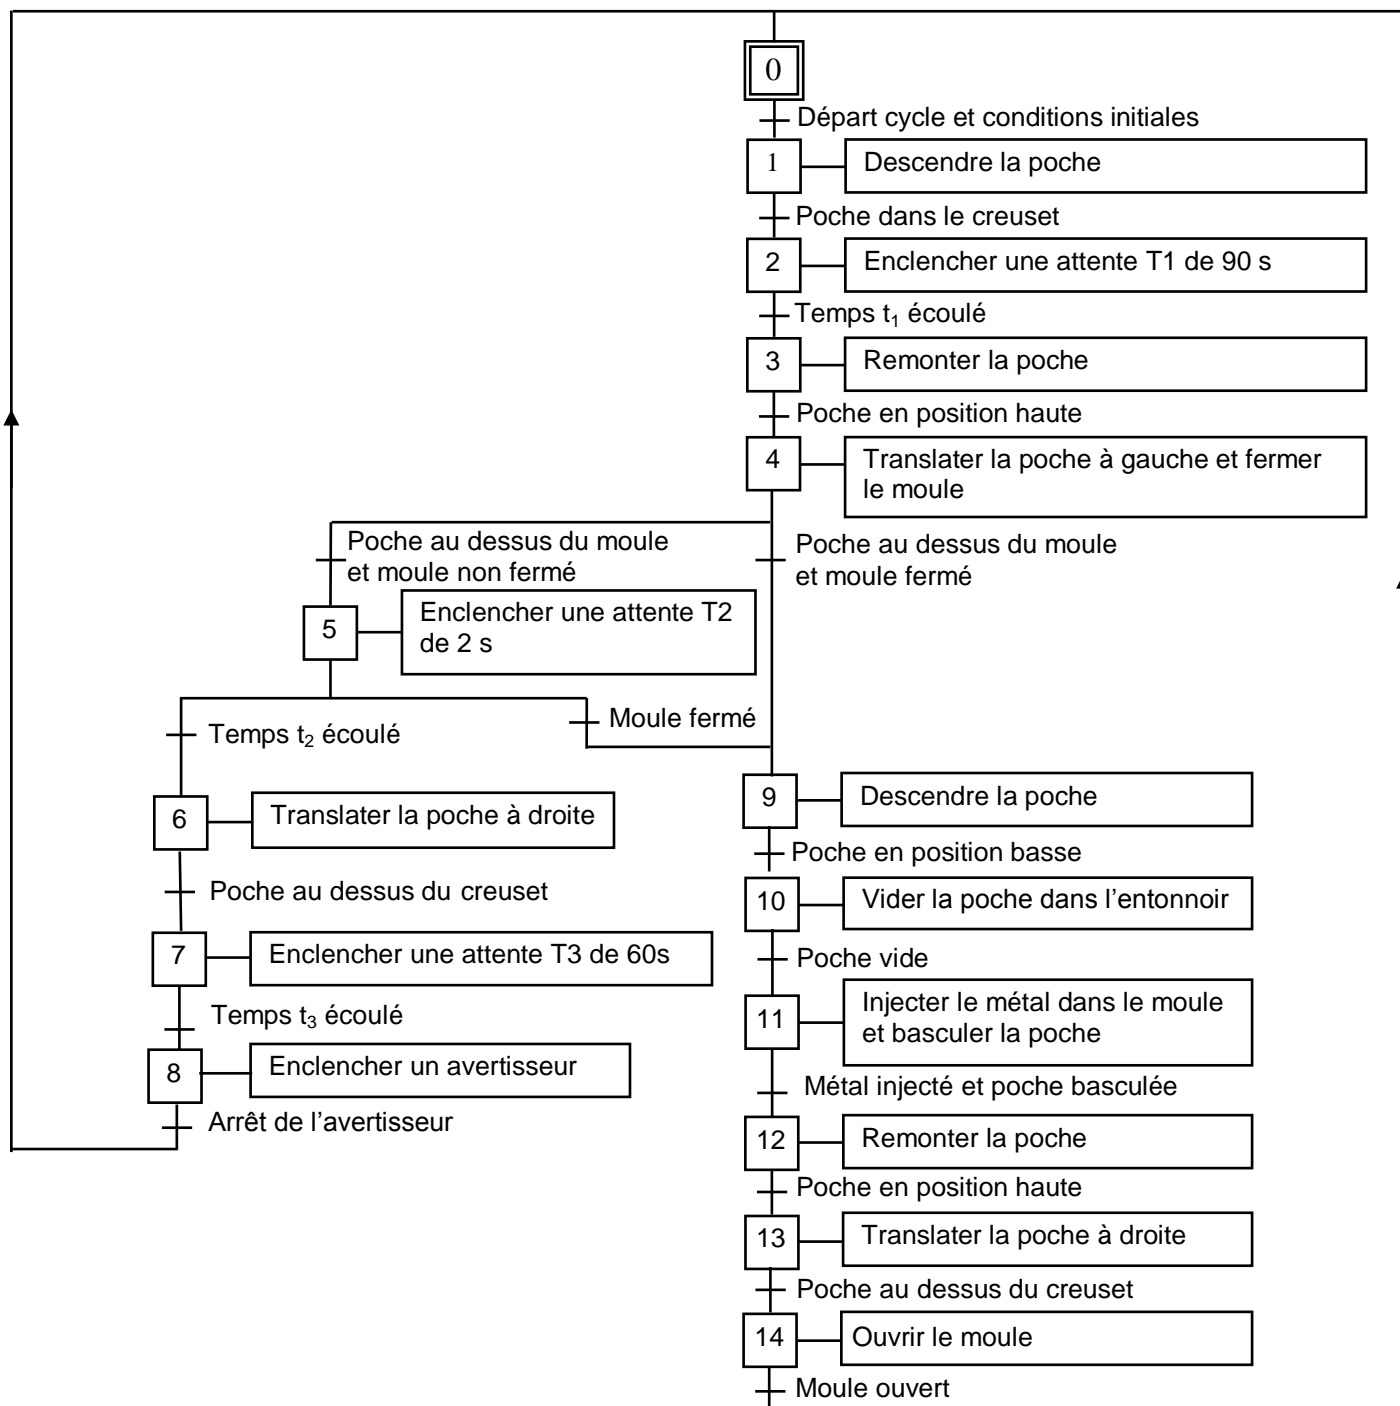 0
Départ cycle et conditions initiales
1
Descendre la poche
Poche dans le creuset
2
Enclencher une attente T1 de 90 s
Temps t₁ écoulé
3
Remonter la poche
Poche en position haute
4
Translater la poche à gauche et fermer
le moule
Poche au dessus du moule
et moule non fermé
Poche au dessus du moule
et moule fermé
5
Enclencher une attente T2
de 2 s
Temps t₂ écoulé
Moule fermé
6
Translater la poche à droite
Poche au dessus du creuset
7
Enclencher une attente T3 de 60s
Temps t₃ écoulé
8
Enclencher un avertisseur
Arrêt de l’avertisseur
9
Descendre la poche
Poche en position basse
10
Vider la poche dans l’entonnoir
Poche vide
11
Injecter le métal dans le moule
et basculer la poche
Métal injecté et poche basculée
12
Remonter la poche
Poche en position haute
13
Translater la poche à droite
Poche au dessus du creuset
14
Ouvrir le moule
Moule ouvert